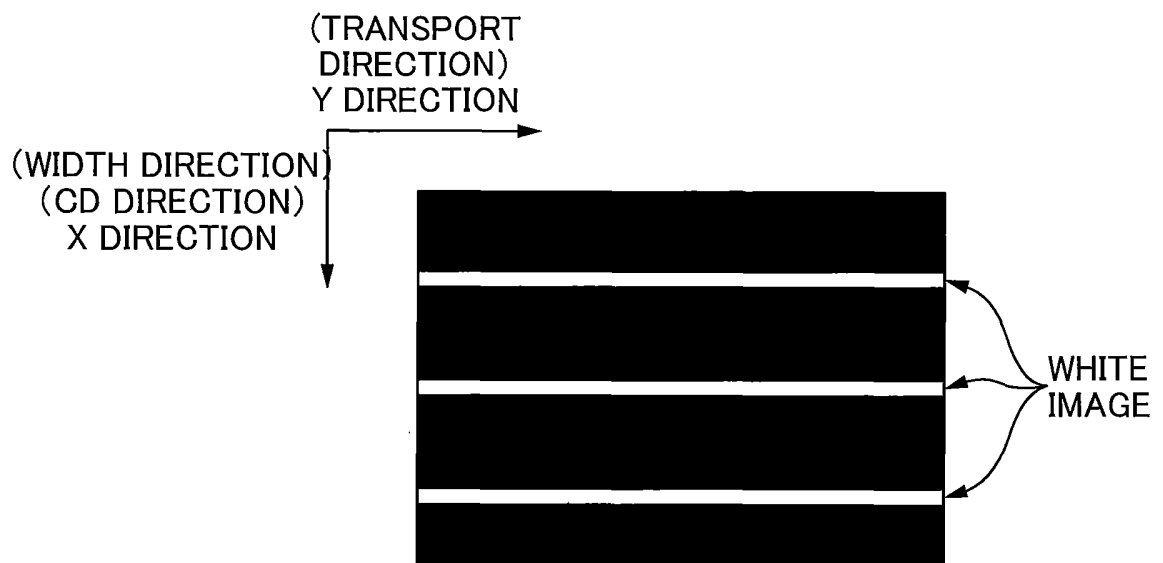 (TRANSPORT
DIRECTION)
Y DIRECTION
(WIDTH DIRECTION)
(CD DIRECTION)
X DIRECTION
WHITE
IMAGE